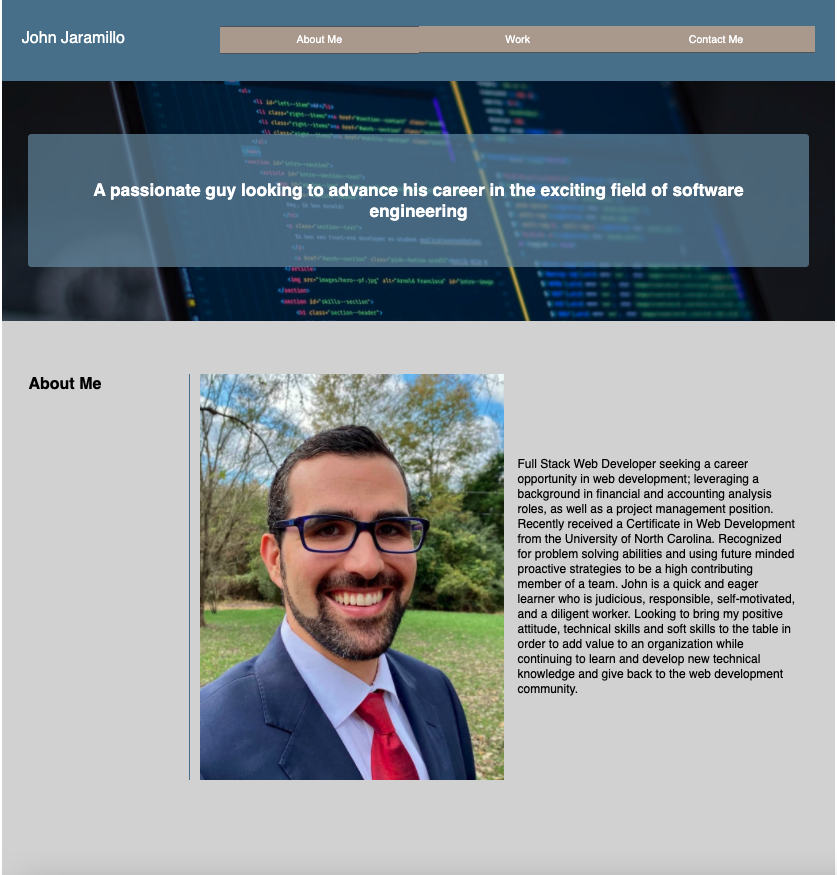 John Jaramillo
About Me
Work
Contact Me
A passionate guy looking to advance his career in the exciting field of software
engineering
About Me
Full Stack Web Developer seeking a career
opportunity in web development; leveraging a
background in financial and accounting analysis
roles, as well as a project management position.
Recently received a Certificate in Web Development
from the University of North Carolina. Recognized
for problem solving abilities and using future minded
proactive strategies to be a high contributing
member of a team. John is a quick and eager
learner who is judicious, responsible, self-motivated,
and a diligent worker. Looking to bring my positive
attitude, technical skills and soft skills to the table in
order to add value to an organization while
continuing to learn and develop new technical
knowledge and give back to the web development
community.